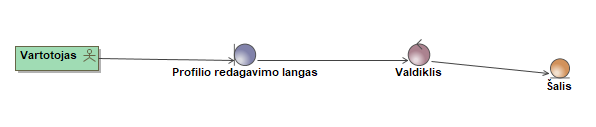 Vartotojas
Profilio redagavimo langas
Valdiklis
Šalis